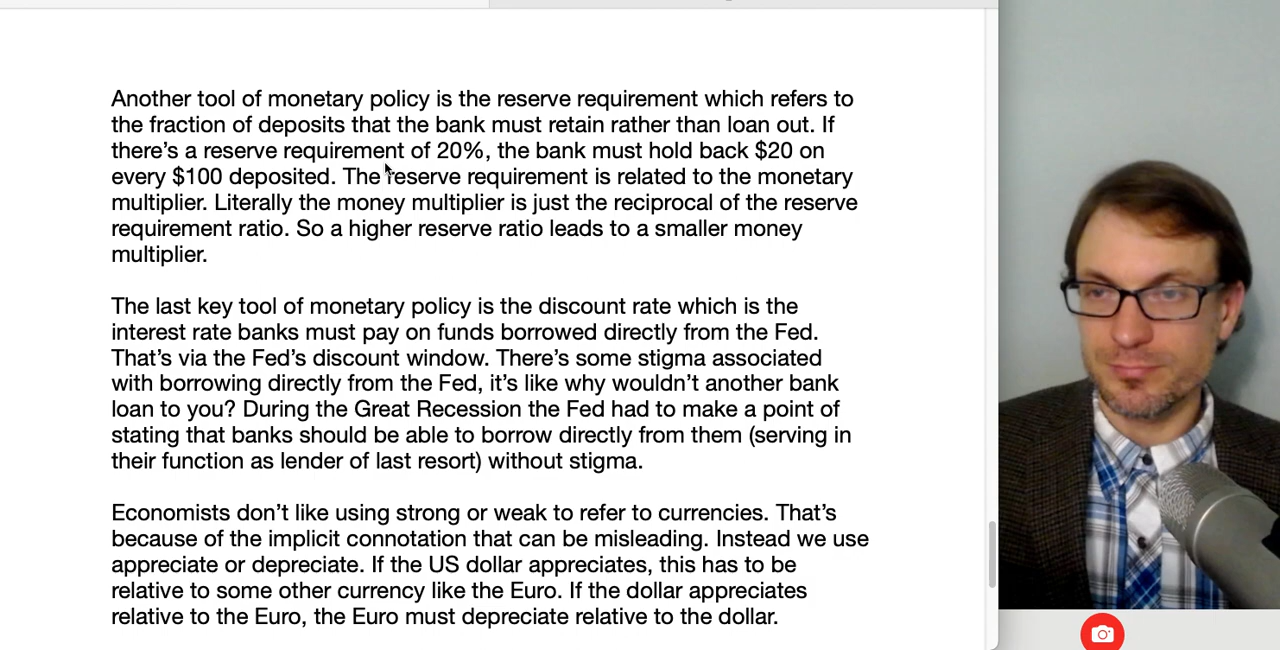 Another tool of monetary policy is the reserve requirement which refers to
the fraction of deposits that the bank must retain rather than loan out. If
there's a reserve requirement of 20%, the bank must hold back $20 on
every $100 deposited. The reserve requirement is related to the monetary
multiplier. Literally the money multiplier is just the reciprocal of the reserve
requirement ratio. So a higher reserve ratio leads to a smaller money
multiplier.
The last key tool of monetary policy is the discount rate which is the
interest rate banks must pay on funds borrowed directly from the Fed.
That's via the Fed's discount window. There's some stigma associated
with borrowing directly from the Fed, it's like why wouldn't another bank
loan to you? During the Great Recession the Fed had to make a point of
stating that banks should be able to borrow directly from them (serving in
their function as lender of last resort) without stigma.
Economists don't like using strong or weak to refer to currencies. That's
because of the implicit connotation that can be misleading. Instead we use
appreciate or depreciate. If the US dollar appreciates, this has to be
relative to some other currency like the Euro. If the dollar appreciates
relative to the Euro, the Euro must depreciate relative to the dollar.